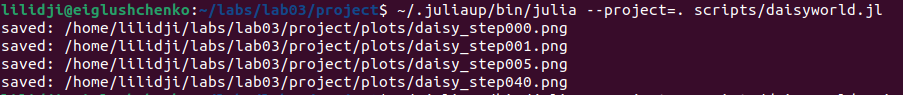 lilidji@eiglushchenko:~/labs/lab03/project$ ~/.juliaup/bin/julia --project=. scripts/daisyworld.jl
saved: /home/lilidji/labs/lab03/project/plots/daisy_step000.png
saved: /home/lilidji/labs/lab03/project/plots/daisy_step001.png
saved: /home/lilidji/labs/lab03/project/plots/daisy_step005.png
saved: /home/lilidji/labs/lab03/project/plots/daisy_step040.png